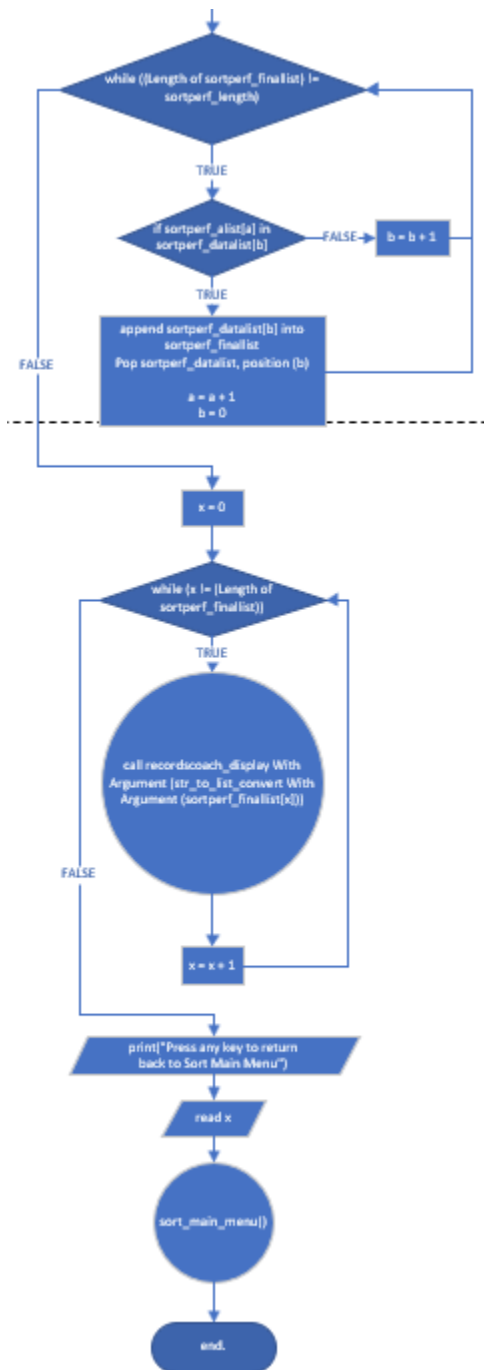 while ((Length of sortperf_finallist) !=
sortperf_length)
TRUE
if sortperf_alist[a] in
sortperf_datalist[b]
FALSE
b = b + 1
TRUE
append sortperf_datalist[b] into
sortperf_finallist
Pop sortperf_datalist, position (b)
a = a + 1
b = 0
FALSE
x = 0
while (x != (Length of
sortperf_finallist))
TRUE
call recordscoach_display With
Argument (str_to_list_convert With
Argument (sortperf_finallist[x]))
FALSE
x = x + 1
print("Press any key to return
back to Sort Main Menu")
read x
sort_main_menu()
end.